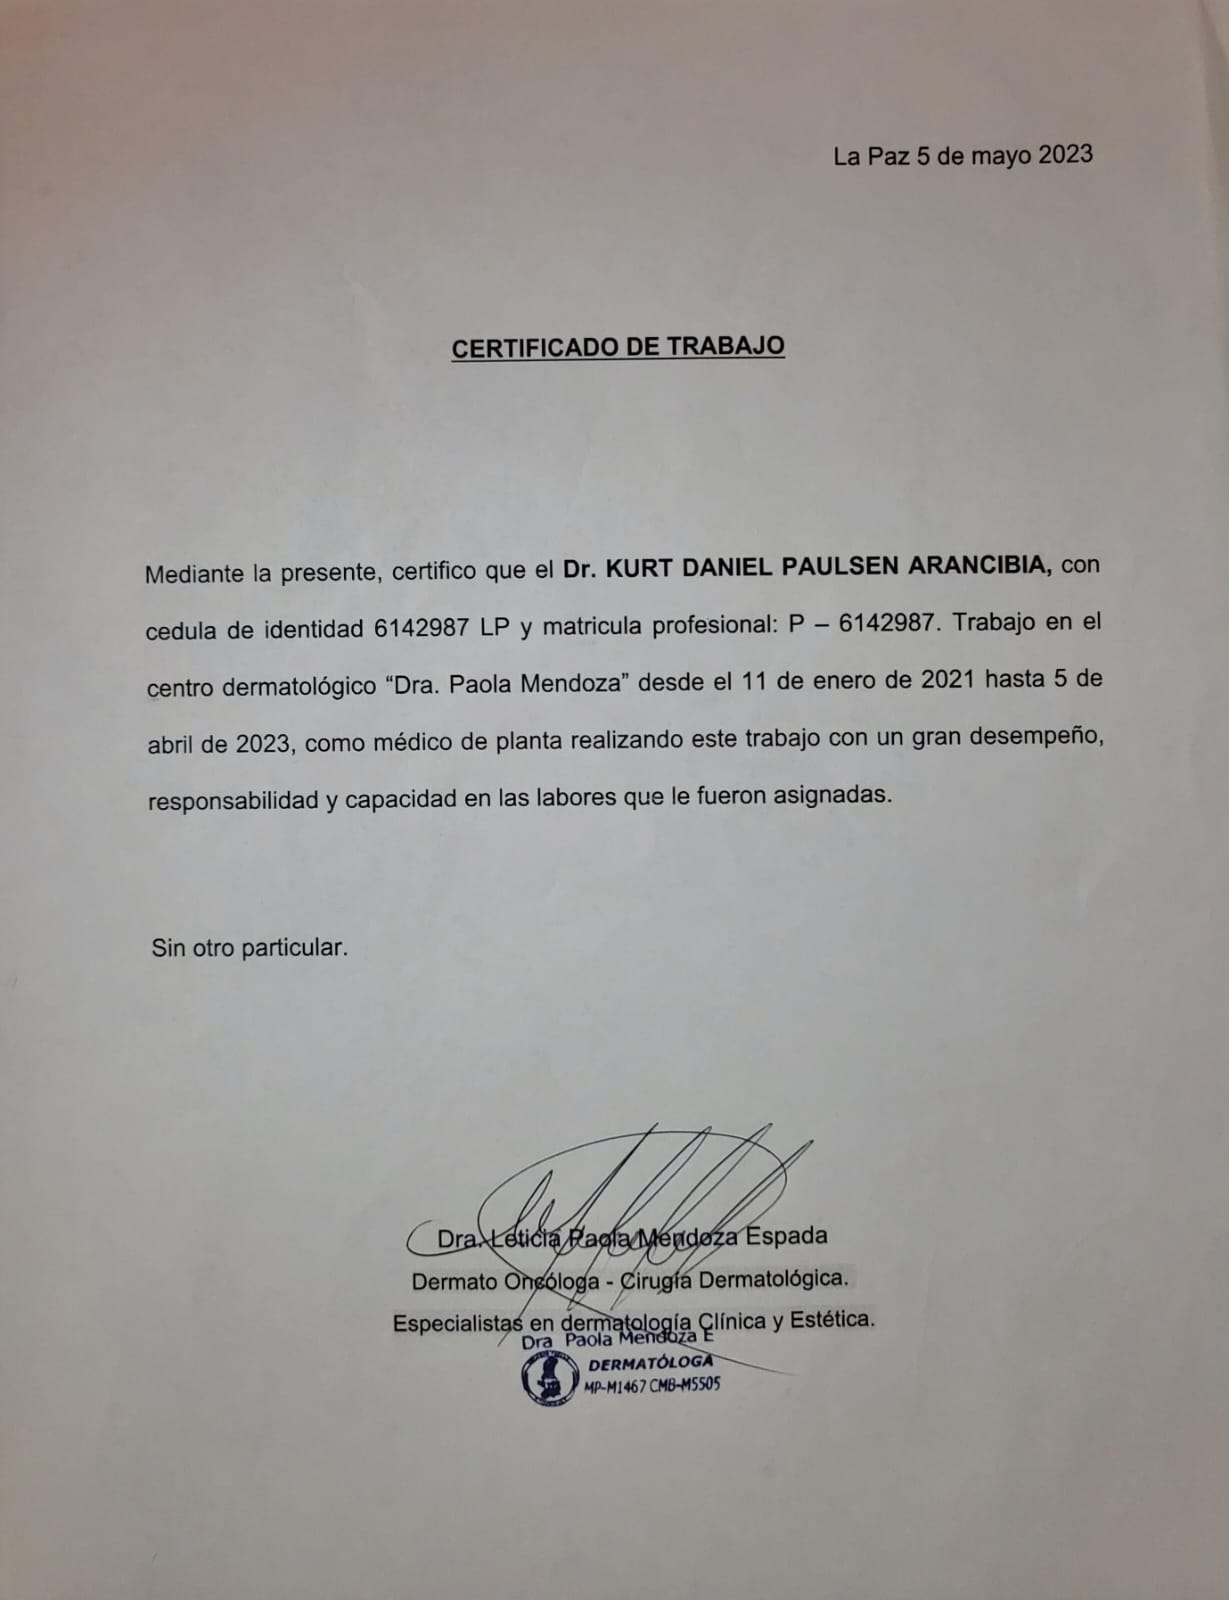 La Paz 5 de mayo 2023
CERTIFICADO DE TRABAJO
Mediante la presente, certifico que el Dr. KURT DANIEL PAULSEN ARANCIBIA, con
cedula de identidad 6142987 LP y matricula profesional: P – 6142987. Trabajo en el
centro dermatológico “Dra. Paola Mendoza” desde el 11 de enero de 2021 hasta 5 de
abril de 2023, como médico de planta realizando este trabajo con un gran desempeño,
responsabilidad y capacidad en las labores que le fueron asignadas.
Sin otro particular.
Dra. Leticia Paola Mendoza Espada
Dermato Oncóloga - Cirugía Dermatológica.
Especialistas en dermatología Clínica y Estética.
Dra Paola Mendoza E
DERMATÓLOGA
MP-M1467 CMB-M5505